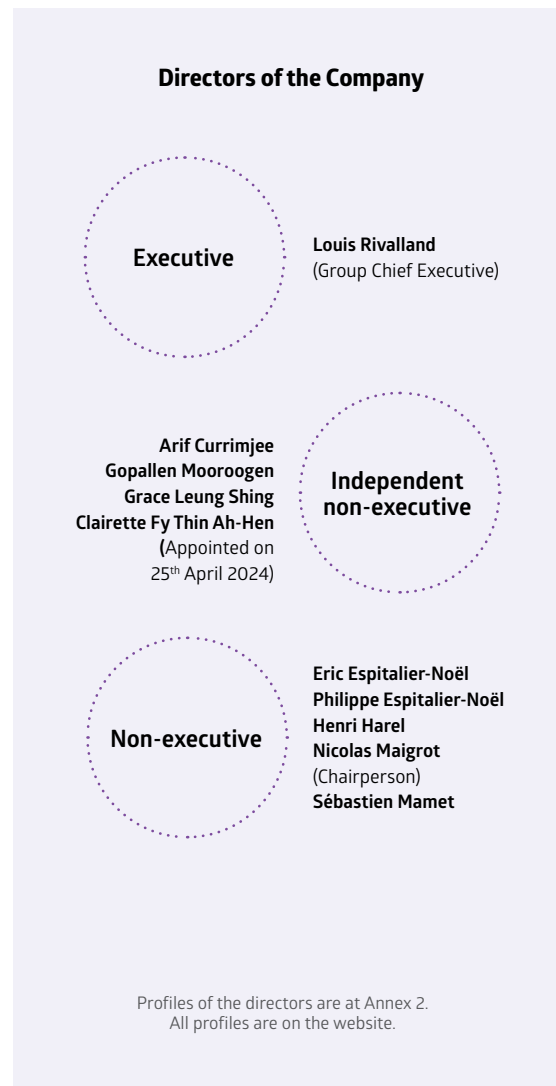 Directors of the Company
Executive
Louis Rivalland
(Group Chief Executive)
Arif Currimjee
Gopallen Mooroogen
Grace Leung Shing
Clairette Fy Thin Ah-Hen
(Appointed on
25th April 2024)
Independent
non-executive
Non-executive
Eric Espitalier-Noël
Philippe Espitalier-Noël
Henri Harel
Nicolas Maigrot
(Chairperson)
Sébastien Mamet
Profiles of the directors are at Annex 2.
All profiles are on the website.